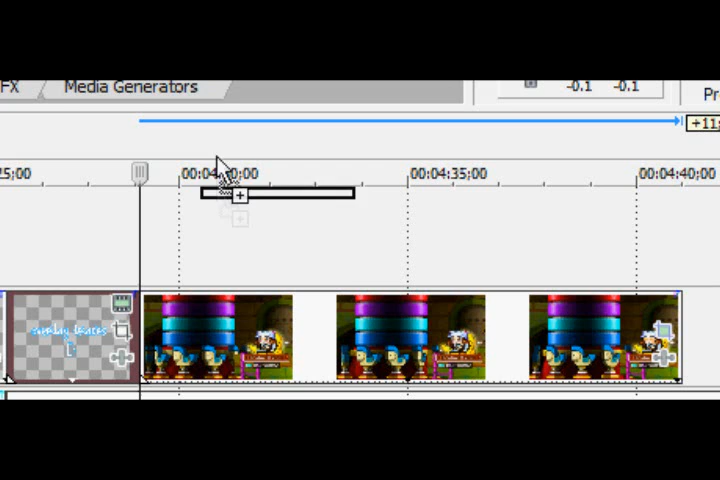 FX
Media Generators
-0.1 -0.1
Pr
+11
25;00
00:04:35;00
00:04:40;00